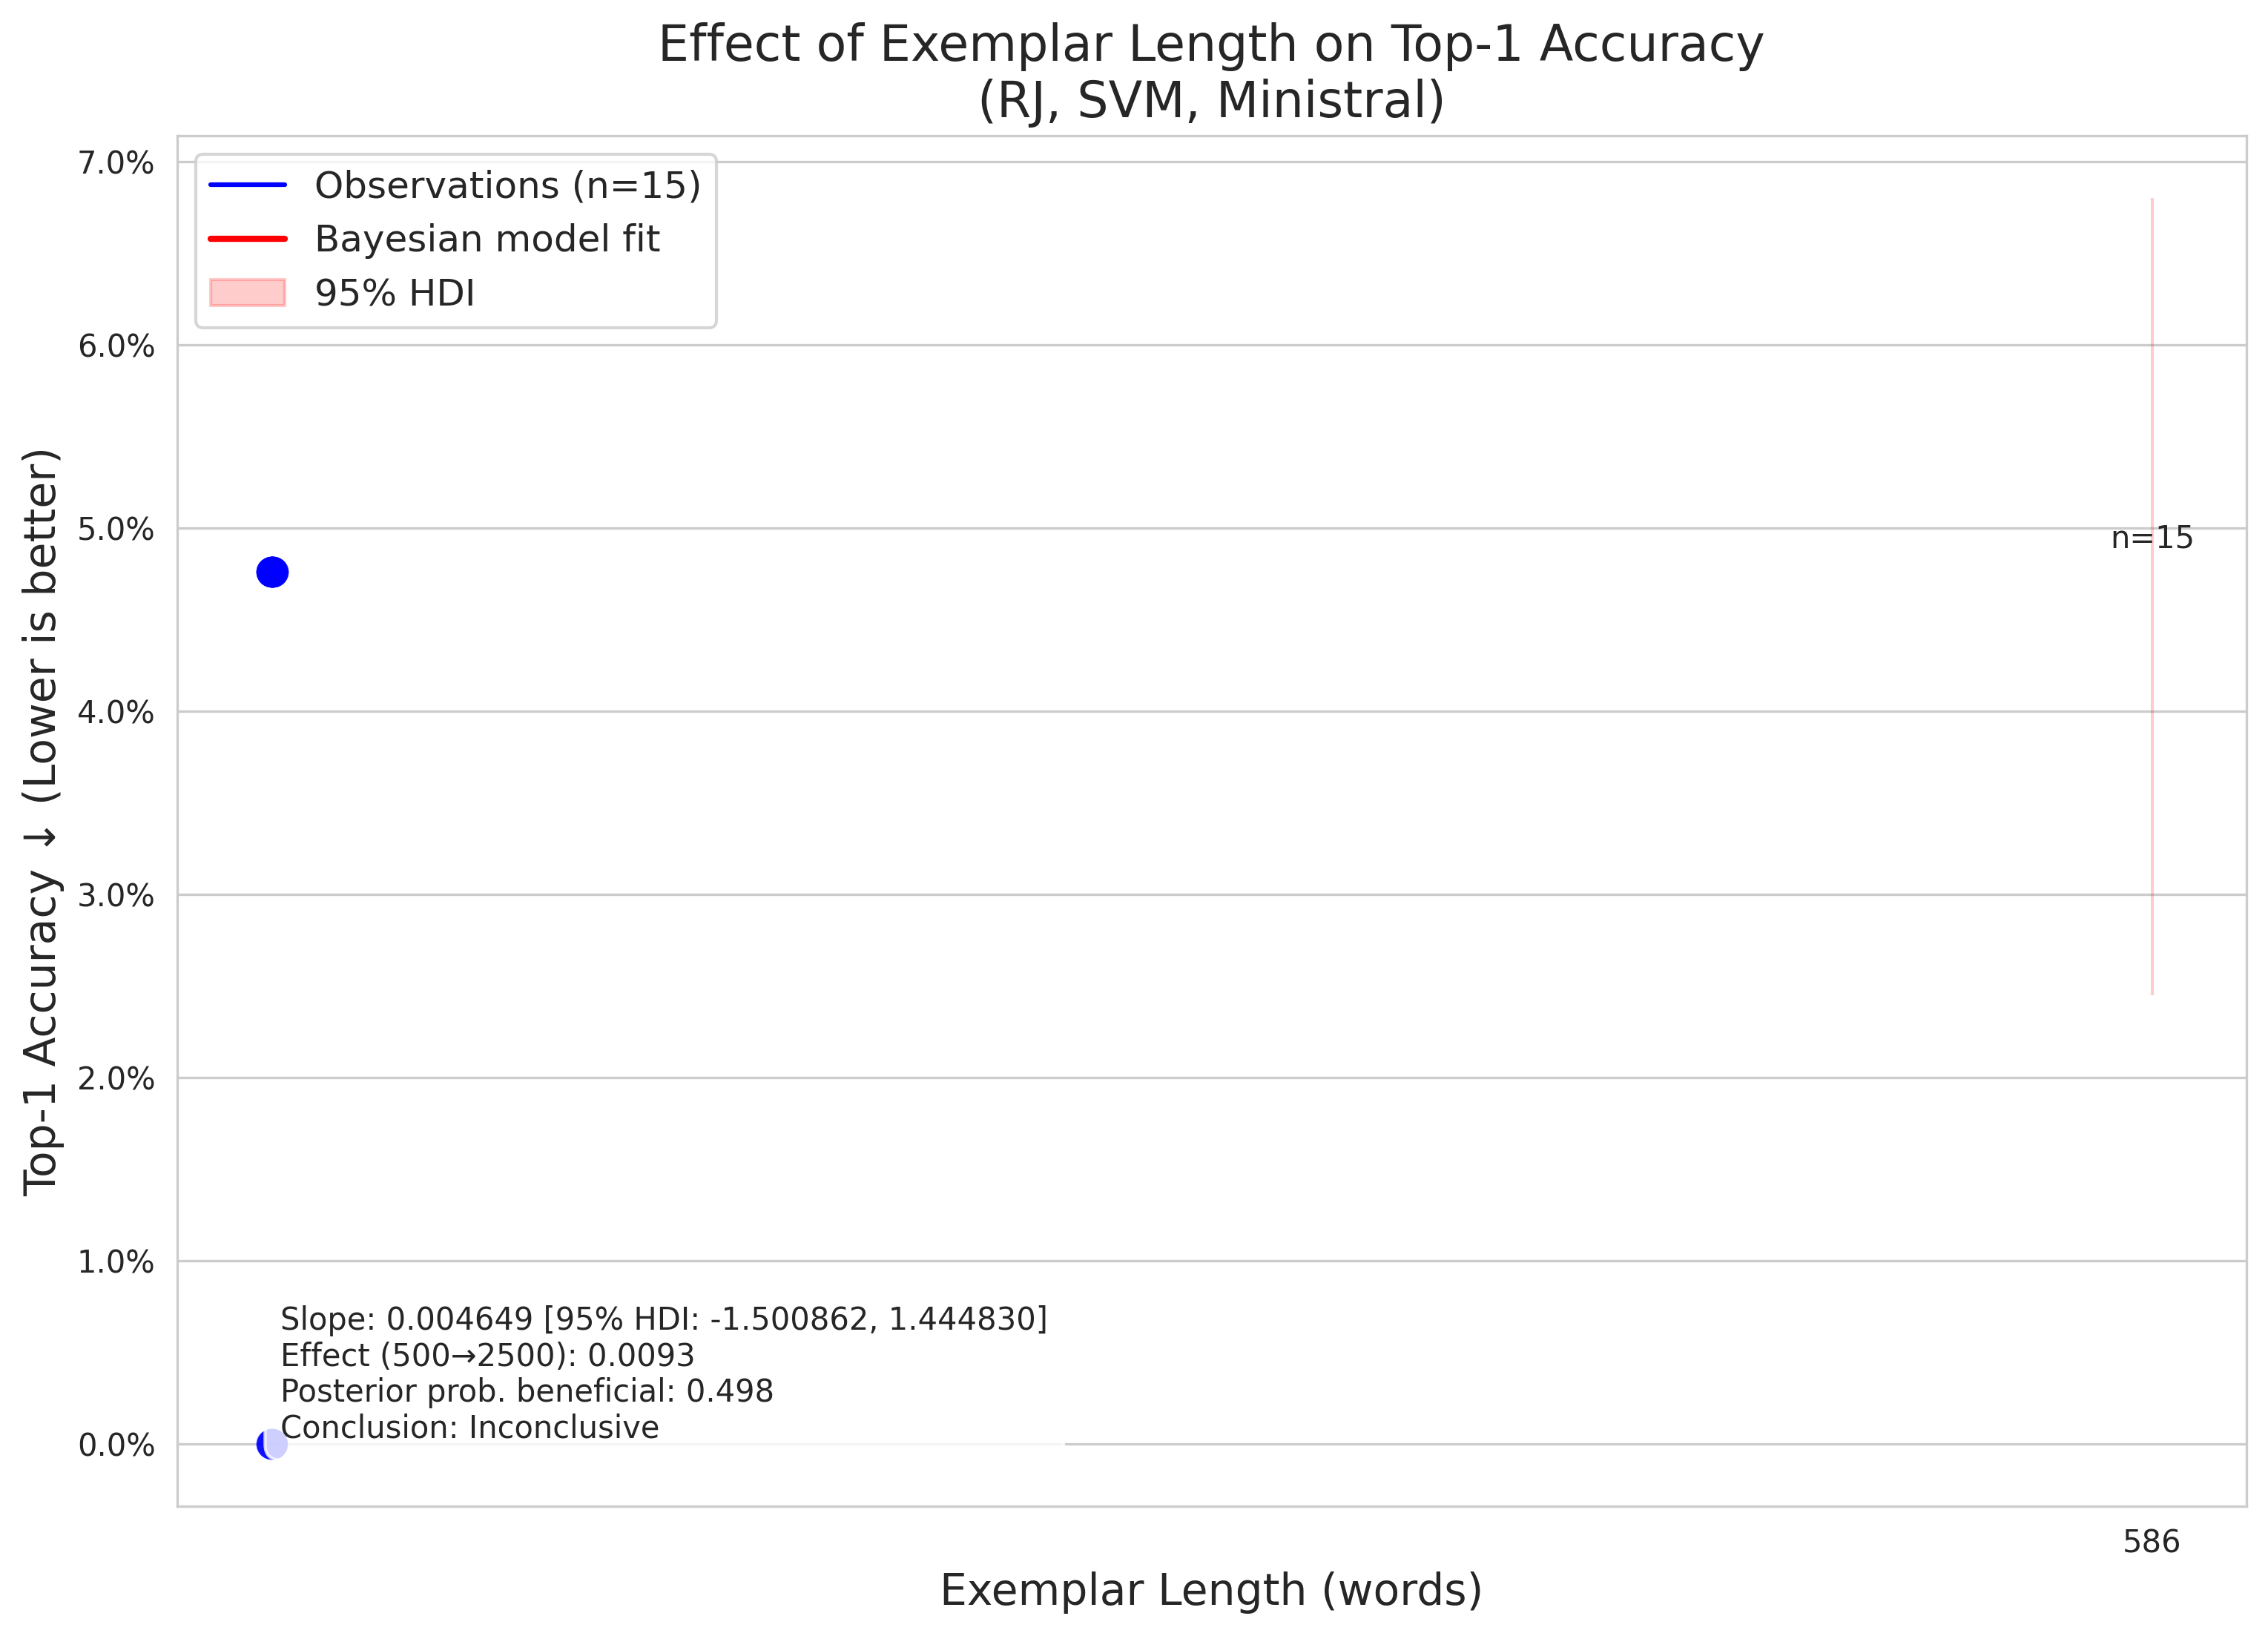 Effect of Exemplar Length on Top-1 Accuracy
(RJ, SVM, Ministral)
Observations (n=15)
Bayesian model fit
95% HDI
Top-1 Accuracy ↓ (Lower is better)
7.0%
6.0%
5.0%
4.0%
3.0%
2.0%
1.0%
0.0%
n=15
Slope: 0.004649 [95% HDI: -1.500862, 1.444830]
Effect (500→2500): 0.0093
Posterior prob. beneficial: 0.498
Conclusion: Inconclusive
586
Exemplar Length (words)